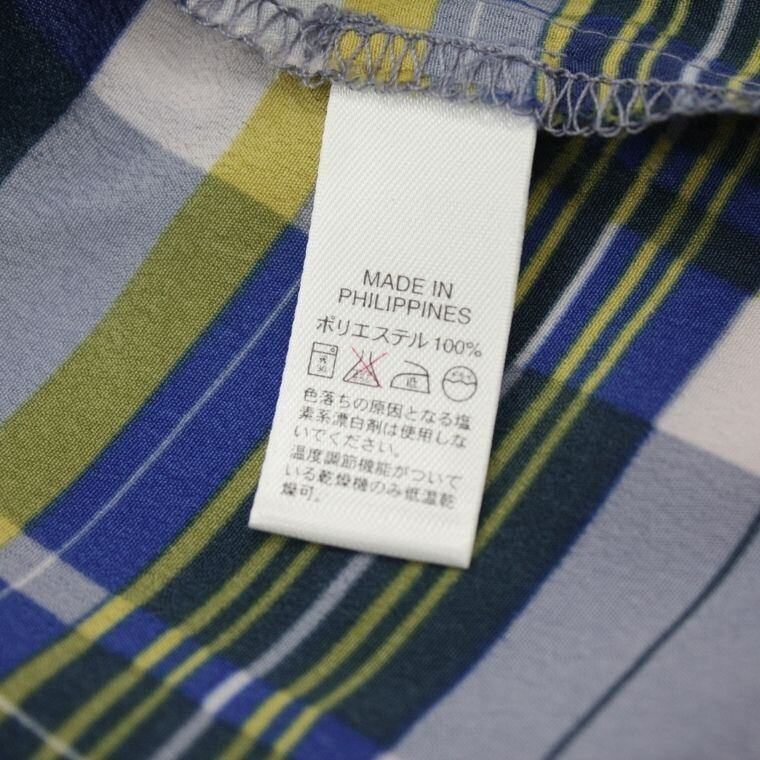 MADE IN
PHILIPPINES
ポリエステル 100%
低
色落ちの原因となる塩
素系漂白剤は使用しな
いでください。
温度調節機能がついて
いる乾燥機のみ低温乾
燥可。